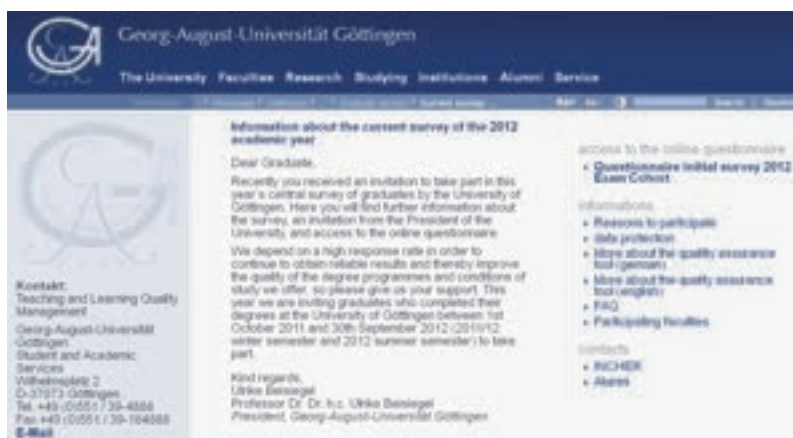 Georg-August-Universität Göttingen
The University Faculties Research Studying Institutions Alumni Service
Information about the current survey of the 2012
academic year
Dear Graduate,
Recently you received an invitation to take part in this
year's central survey of graduates by the University of
Göttingen. Here you will find further information about
the survey, an invitation from the President of the
University, and access to the online questionnaire
We depend on a high response rate in order to
continue to obtain reliable results and thereby improve
the quality of the degree programmes and conditions of
study we offer, so please give us your support. This
year we are inviting graduates who completed their
degrees at the University of Göttingen between 1st
October 2011 and 30th September 2012 (2011/12
winter semester and 2012 summer semester) to take
part.
Kind regards,
Ulrike Beisiegel
Professor Dr. Dr. h.c. Ulrike Beisiegel
President, Georg-August-Universität Göttingen
access to the online questionnaire
Questionnaire initial survey 2012
Exam Cohort
informations
Reasons to participate
data protection
More about the quality assurance
tool (german)
More about the quality assurance
tool (english)
FAQ
Participating faculties
contacts
INCHER
Alumni
Kontakt:
Teaching and Learning Quality
Management
Georg-August-Universität
Göttingen
Student and Academic
Services
Wilhelmsplatz 2
D-37073 Göttingen
Tel. +49 (0)551 / 39-4888
Fax +49 (0)551 / 39-184888
E-Mail